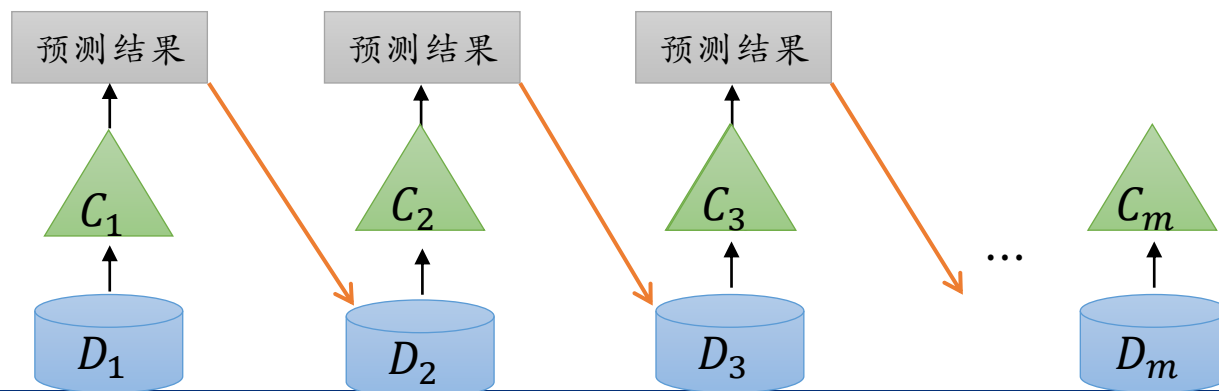 预测结果 预测结果 预测结果
C₁ C₂ C₃ ... Cₘ
D₁ D₂ D₃ Dₘ